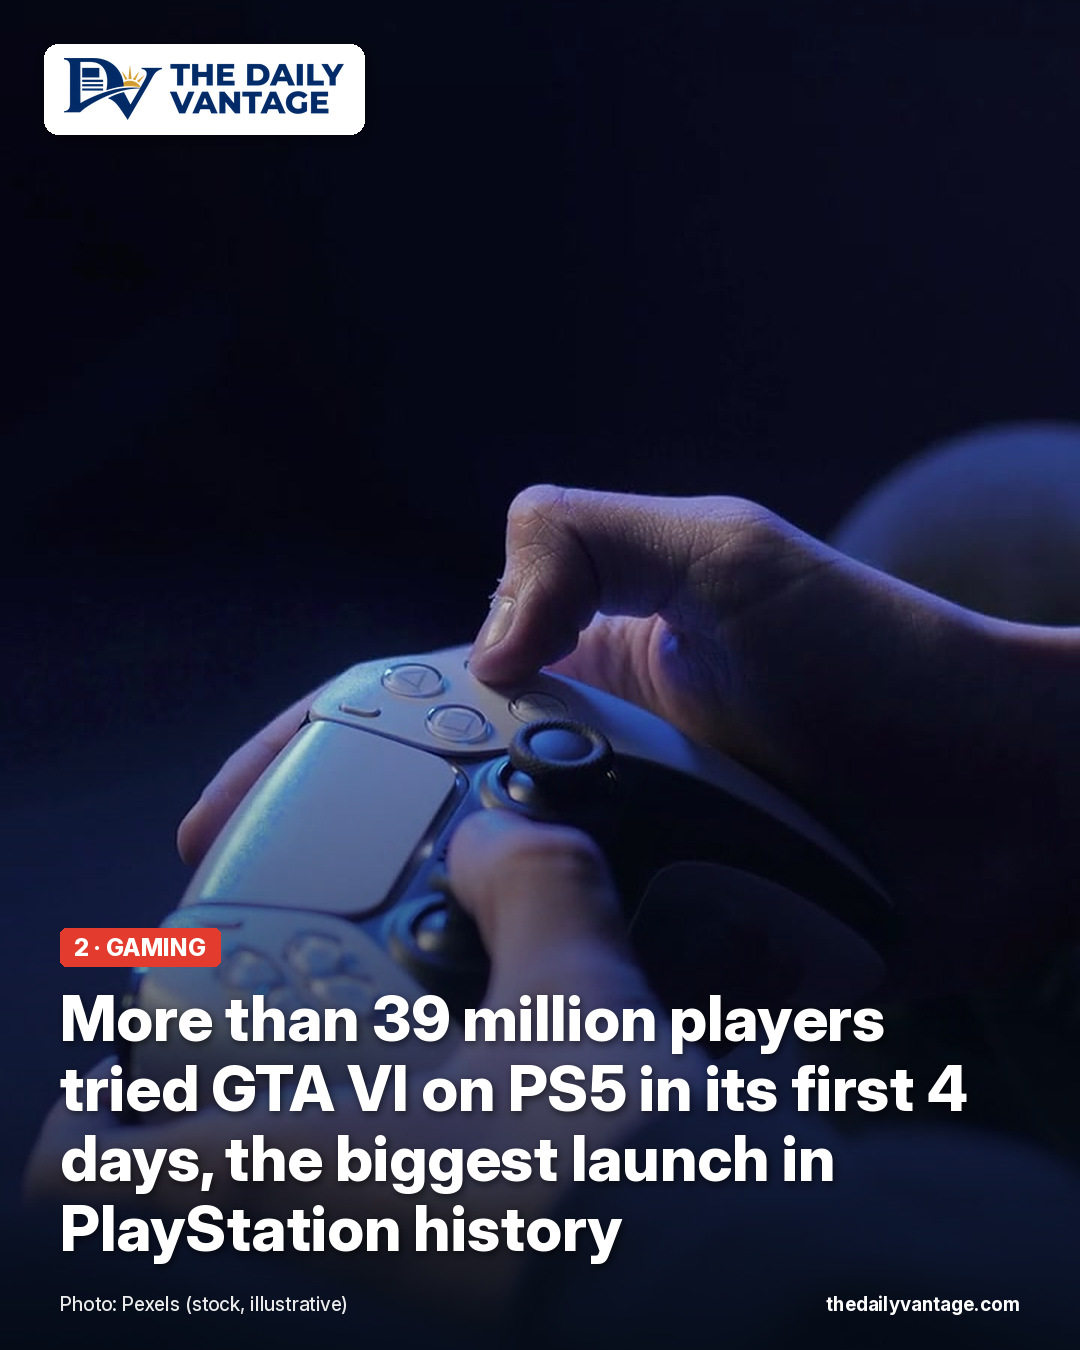 THE DAILY
VANTAGE
2 · GAMING
More than 39 million players
tried GTA VI on PS5 in its first 4
days, the biggest launch in
PlayStation history
Photo: Pexels (stock, illustrative)
thedailyvantage.com